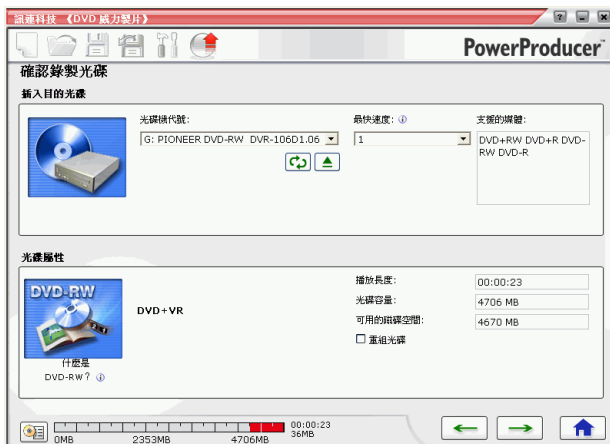 訊連科技 《DVD 威力製片》
PowerProducer™
確認錄製光碟
插入目的光碟
光碟機代號:
最快速度:
支援的媒體:
G: PIONEER DVD-RW DVR-106D1.06
1
DVD+RW DVD+R DVD-
RW DVD-R
光碟屬性
DVD-RW
什麼是
DVD-RW?
DVD+VR
播放長度:
00:00:23
光碟容量:
4706 MB
可用的磁碟空間:
4670 MB
重組光碟
0MB
2353MB
4706MB
00:00:23
36MB